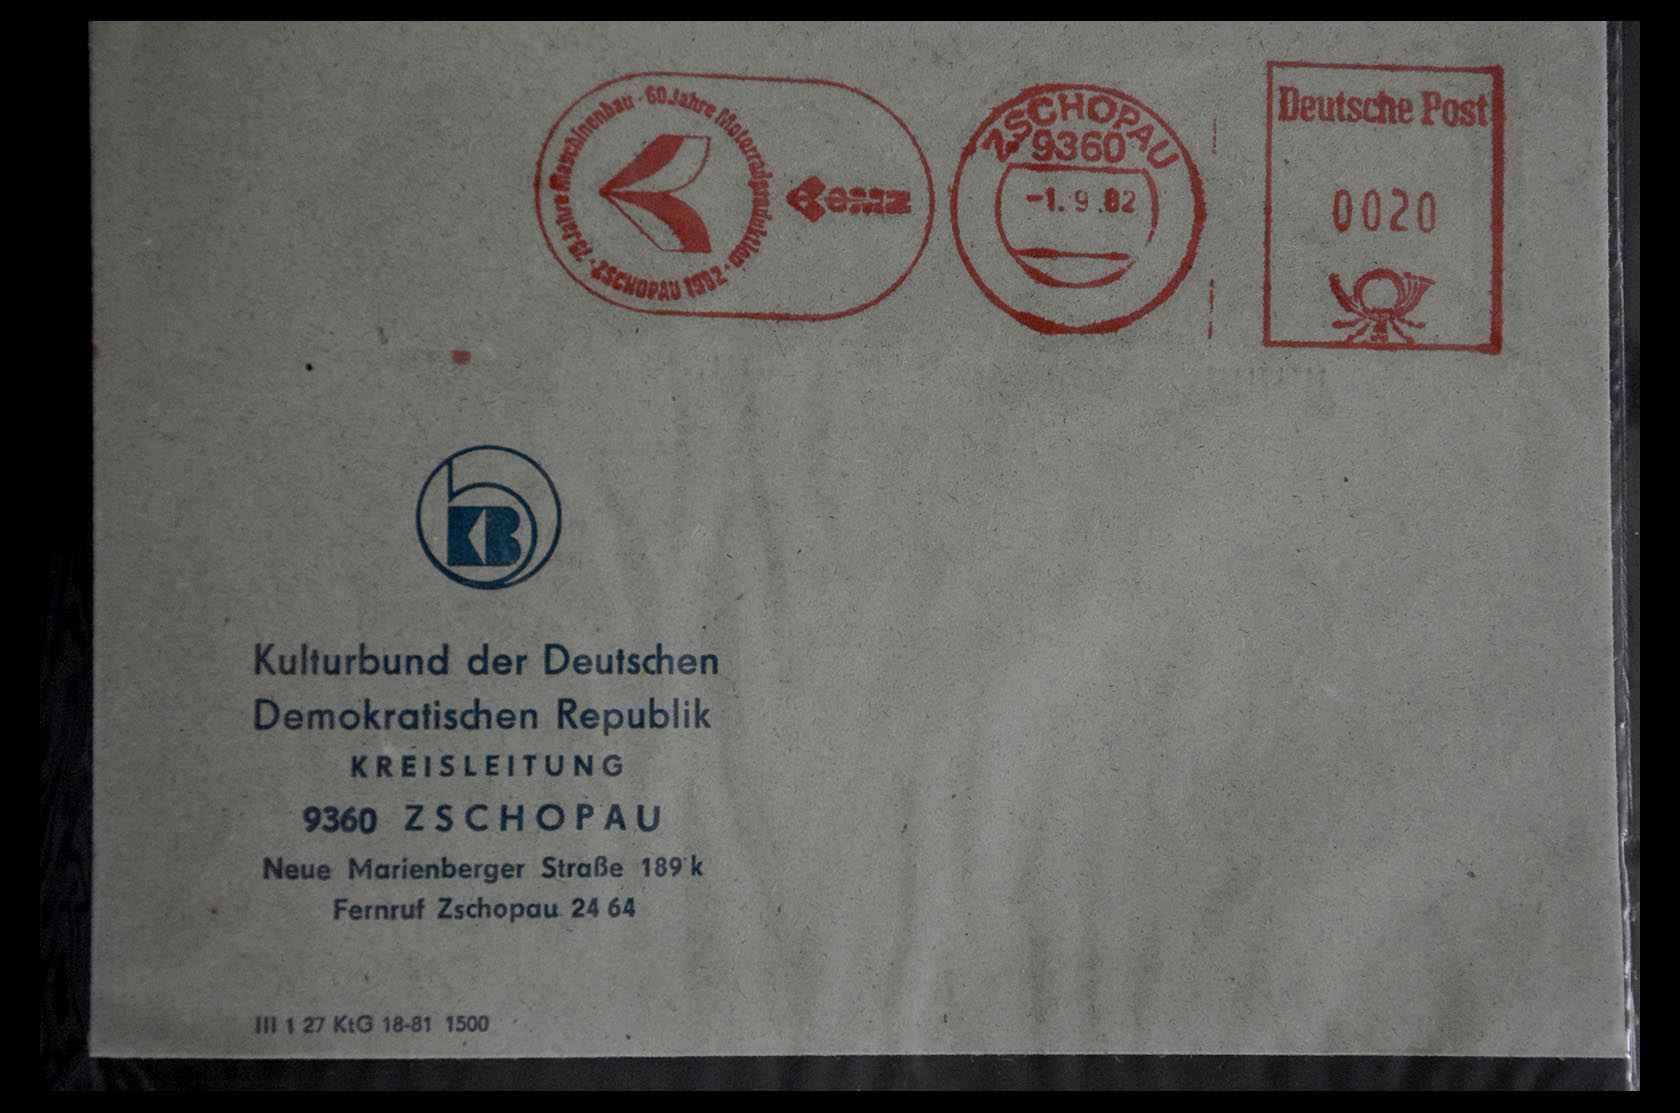 75 Jahre Maschinenbau · 60 Jahre Motorradproduktion · ZSCHOPAU 1982 ·
ZSCHOPAU
9360
-1. 9 .82
Deutsche Post
0020
KB
Kulturbund der Deutschen
Demokratischen Republik
KREISLEITUNG
9360 ZSCHOPAU
Neue Marienberger Straße 189 k
Fernruf Zschopau 24 64
III 1 27 KtG 18-81 1500